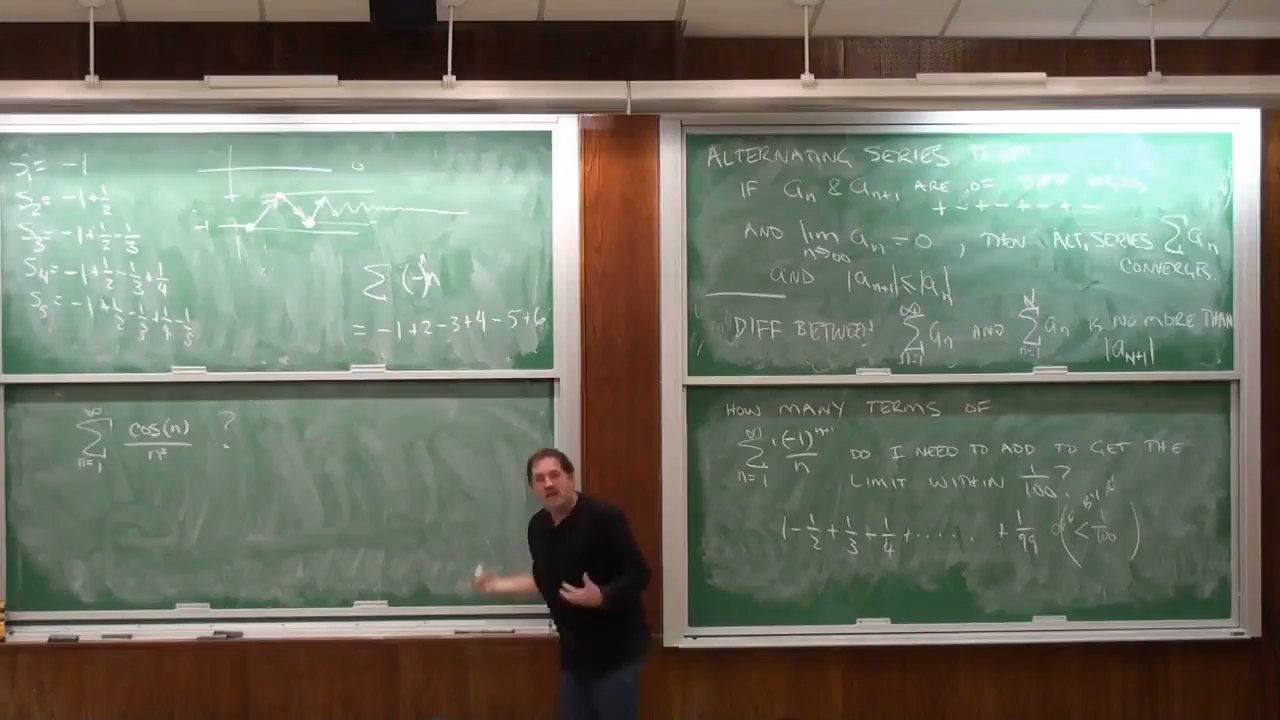 S₁ = -1
S₂ = -1 + 1/2
S₃ = -1 + 1/2 - 1/3
S₄ = -1 + 1/2 - 1/3 + 1/4
S₅ = -1 + 1/2 - 1/3 + 1/4 - 1/5
0
-1
∑ (-1)ⁿn
= -1+2-3+4-5+6
∑_{n=1}^{∞} cos(n)/n² ?
ALTERNATING SERIES TEST
IF aₙ & aₙ₊₁ ARE OF DIFF
+ - + - + - + -
AND lim_{n→∞} aₙ = 0, THEN ALT. SERIES ∑aₙ
CONVERGES.
AND |aₙ₊₁| < |aₙ|
DIFF BETWEEN ∑_{n=1}^{∞} aₙ AND ∑_{n=1}^{N} aₙ IS NO MORE THAN
|a_{N+1}|
HOW MANY TERMS OF
∑_{n=1}^{∞} (-1)ⁿ⁺¹/n DO I NEED TO ADD TO GET THE
LIMIT WITHIN 1/100?
1 - 1/2 + 1/3 - 1/4 + ...... + 1/99 (< 1/100)